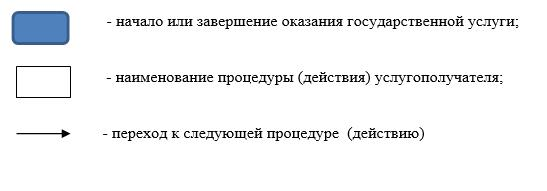 - начало или завершение оказания государственной услуги;
- наименование процедуры (действия) услугополучателя;
- переход к следующей процедуре (действию)